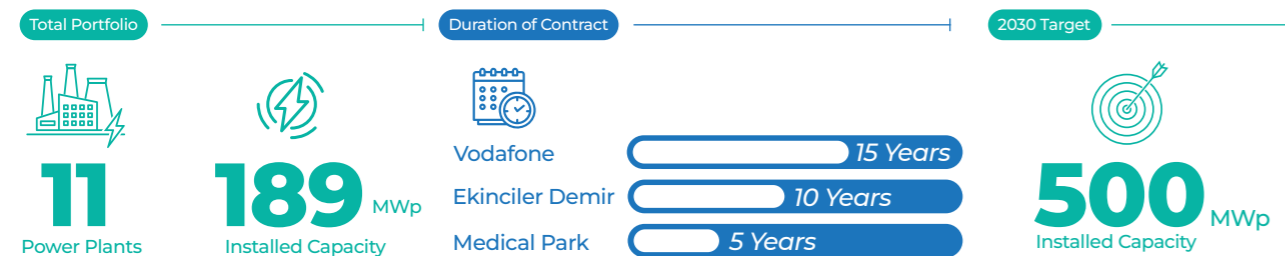 Total Portfolio
11
Power Plants
189 MWp
Installed Capacity
Duration of Contract
Vodafone 15 Years
Ekinciler Demir 10 Years
Medical Park 5 Years
2030 Target
500 MWp
Installed Capacity